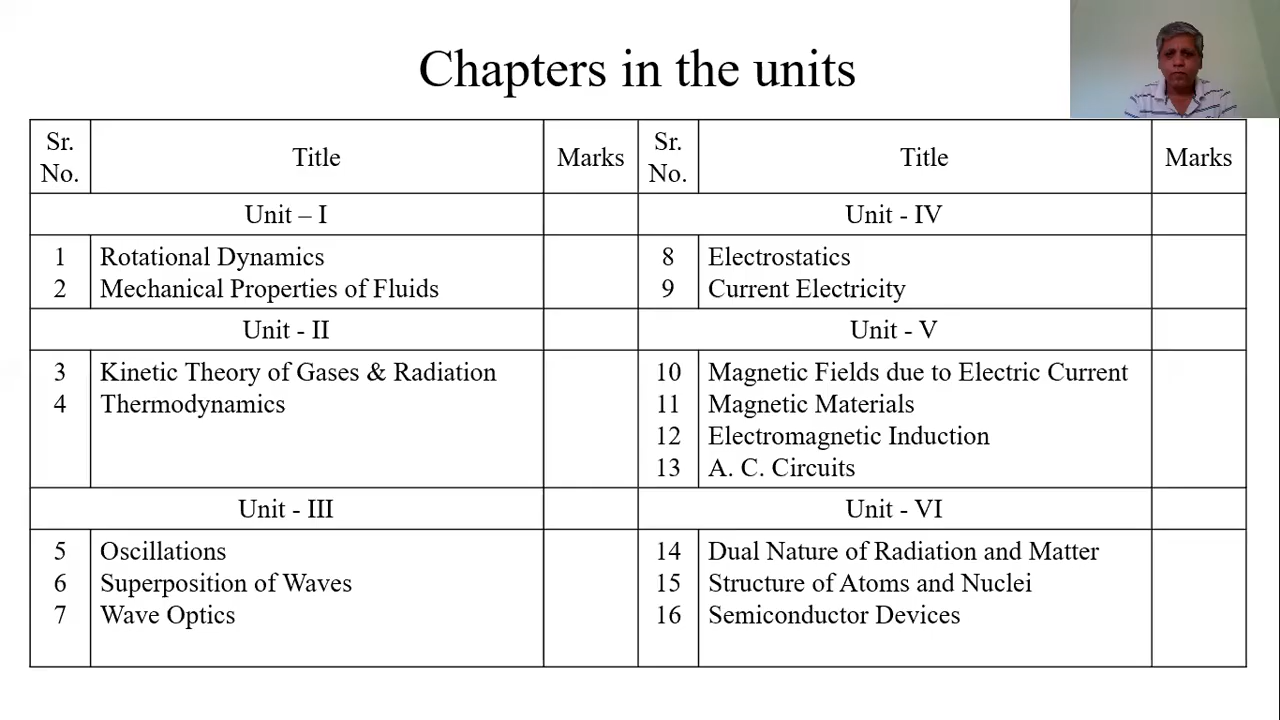 Chapters in the units
Sr. No. Title Marks Sr. No. Title Marks
Unit – I Unit - IV
1 Rotational Dynamics 8 Electrostatics
2 Mechanical Properties of Fluids 9 Current Electricity
Unit - II Unit - V
3 Kinetic Theory of Gases & Radiation 10 Magnetic Fields due to Electric Current
4 Thermodynamics 11 Magnetic Materials
12 Electromagnetic Induction
13 A. C. Circuits
Unit - III Unit - VI
5 Oscillations 14 Dual Nature of Radiation and Matter
6 Superposition of Waves 15 Structure of Atoms and Nuclei
7 Wave Optics 16 Semiconductor Devices